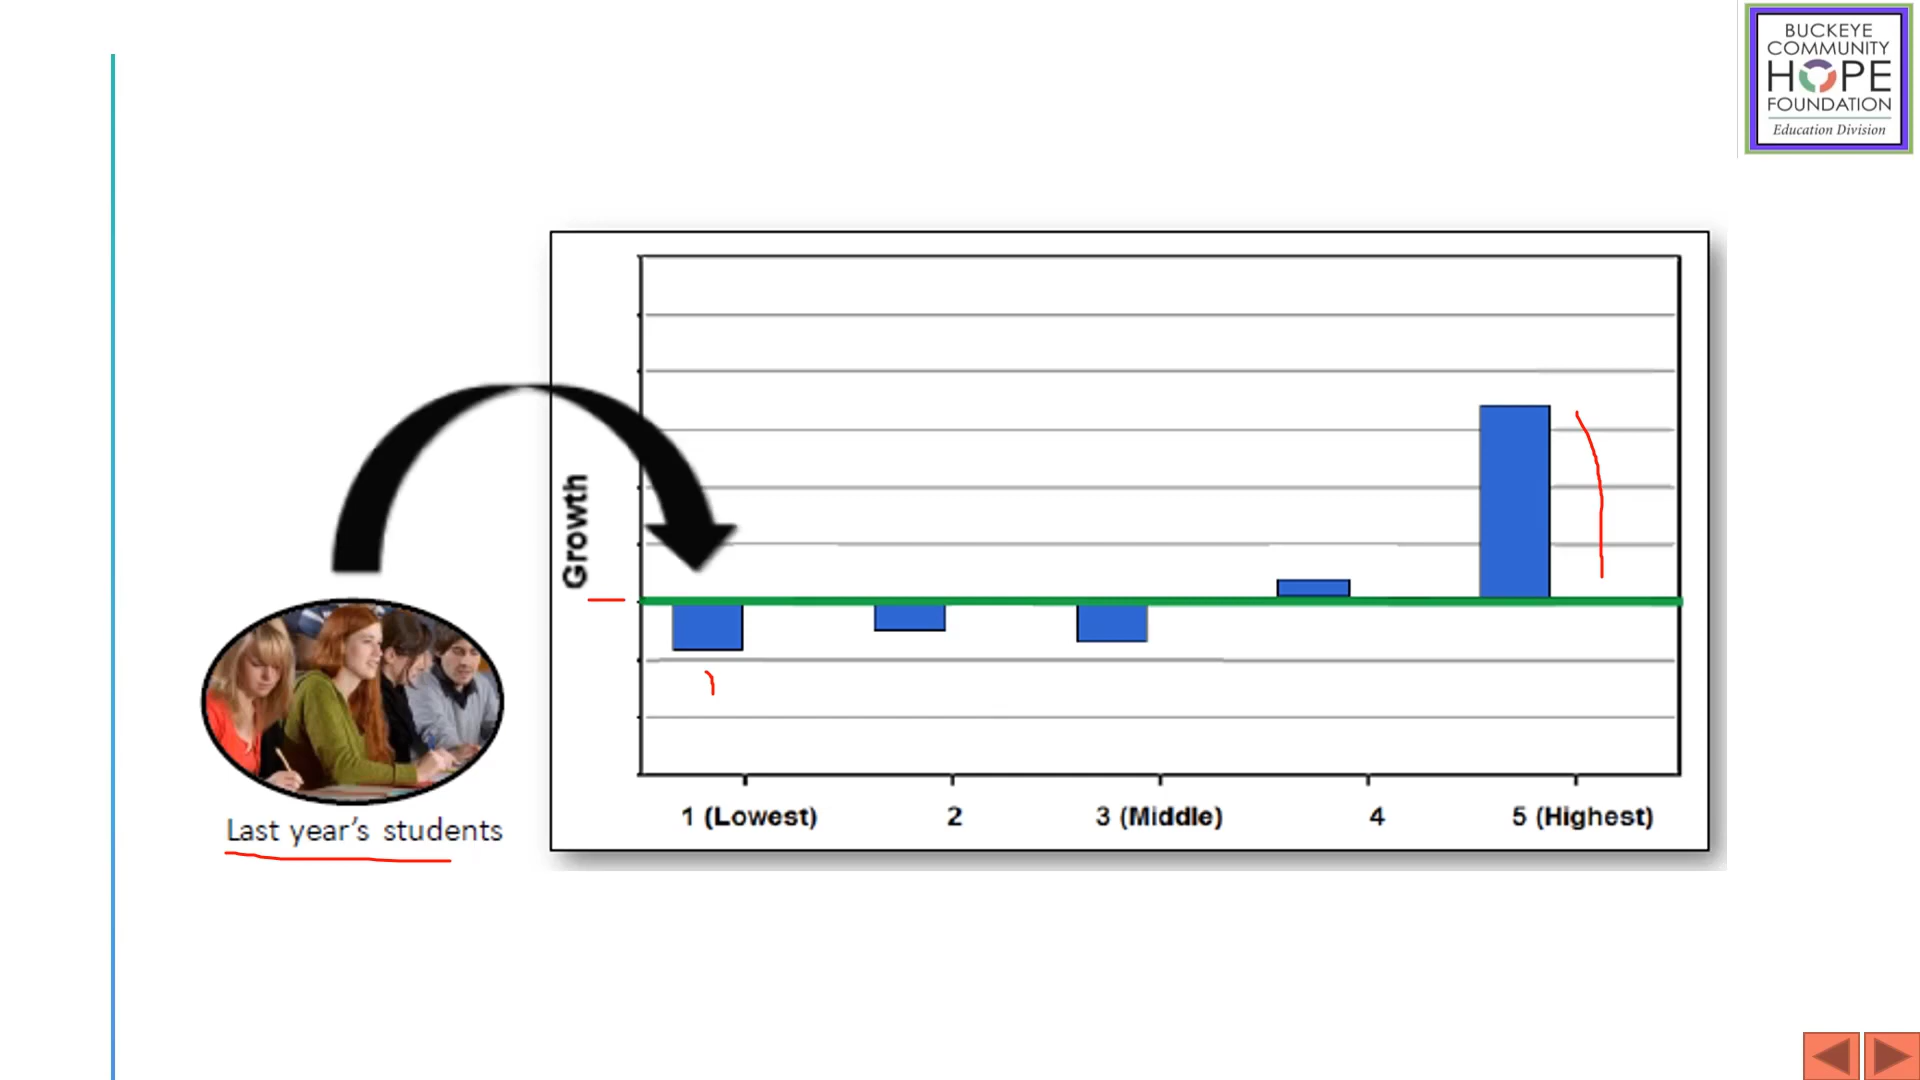 BUCKEYE
COMMUNITY
HOPE
FOUNDATION
Education Division
Growth
1 (Lowest) 2 3 (Middle) 4 5 (Highest)
Last year's students